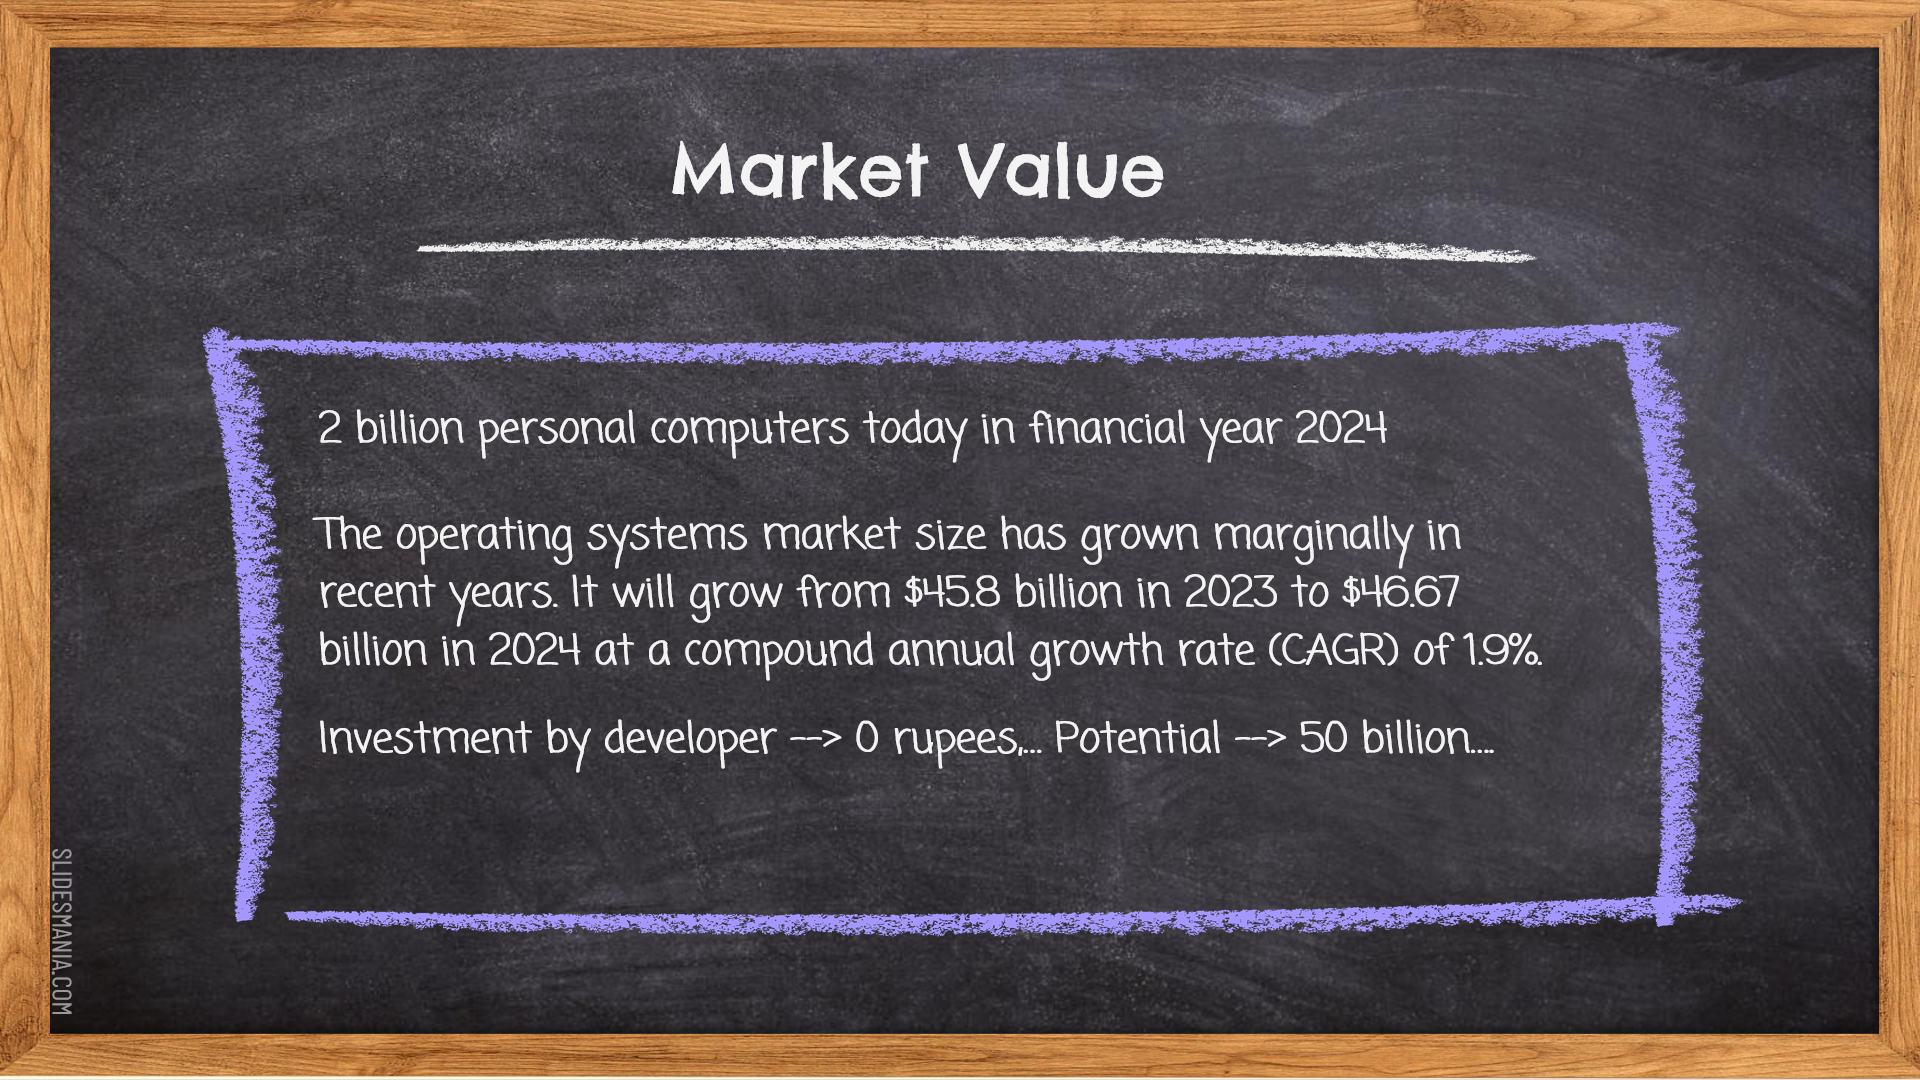 Market Value
2 billion personal computers today in financial year 2024
The operating systems market size has grown marginally in
recent years. It will grow from $45.8 billion in 2023 to $46.67
billion in 2024 at a compound annual growth rate (CAGR) of 1.9%.
Investment by developer --> 0 rupees,... Potential --> 50 billion....
SLIDESMANIA.COM